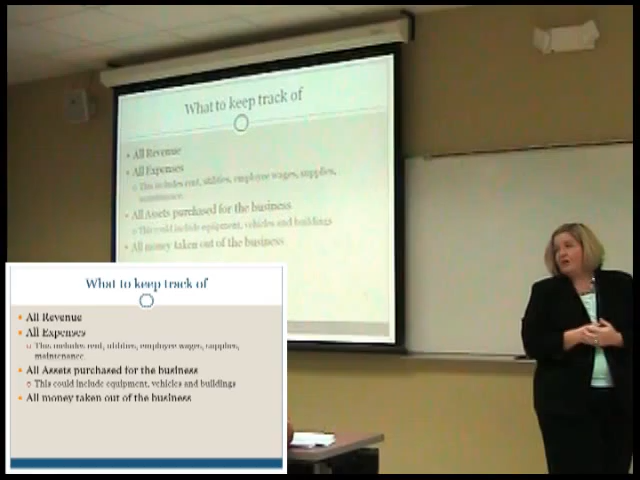 What to keep track of
All Revenue
All Expenses
This includes rent, utilities, employee wages, supplies,
maintenance.
All Assets purchased for the business
This could include equipment, vehicles and buildings
All money taken out of the business
What to keep track of
All Revenue
All Expenses
This includes rent, utilities, employee wages, supplies,
maintenance.
All Assets purchased for the business
This could include equipment, vehicles and buildings
All money taken out of the business